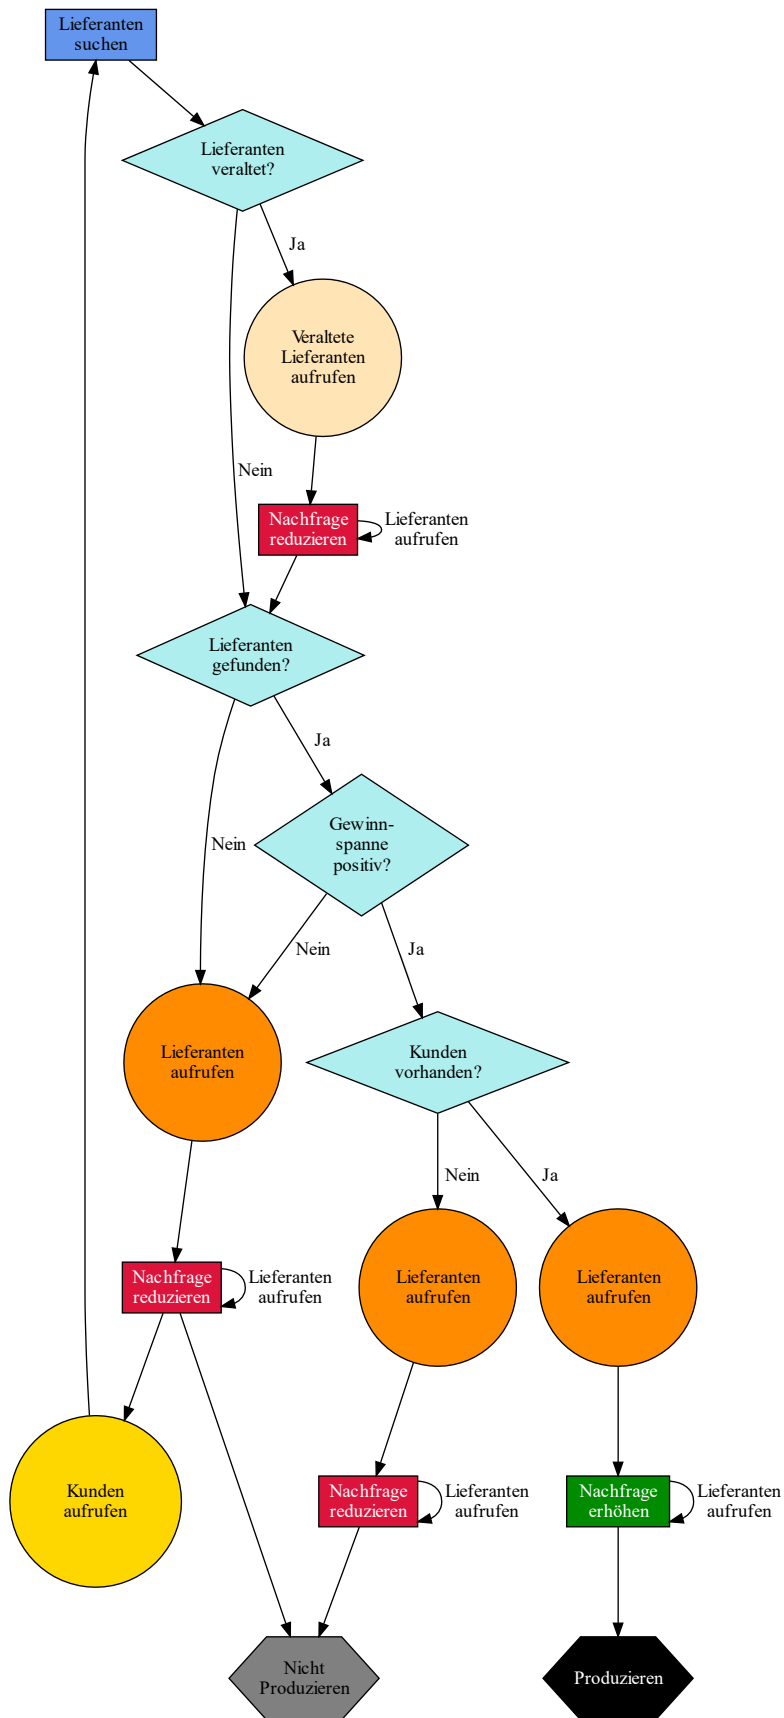 Lieferanten
suchen
Lieferanten
veraltet?
Ja
Veraltete
Lieferanten
aufrufen
Nein
Nachfrage
reduzieren
Lieferanten
aufrufen
Lieferanten
gefunden?
Ja
Gewinn-
spanne
positiv?
Nein
Nein
Ja
Lieferanten
aufrufen
Kunden
vorhanden?
Nein
Ja
Nachfrage
reduzieren
Lieferanten
aufrufen
Lieferanten
aufrufen
Lieferanten
aufrufen
Kunden
aufrufen
Nachfrage
reduzieren
Lieferanten
aufrufen
Nachfrage
erhöhen
Lieferanten
aufrufen
Nicht
Produzieren
Produzieren